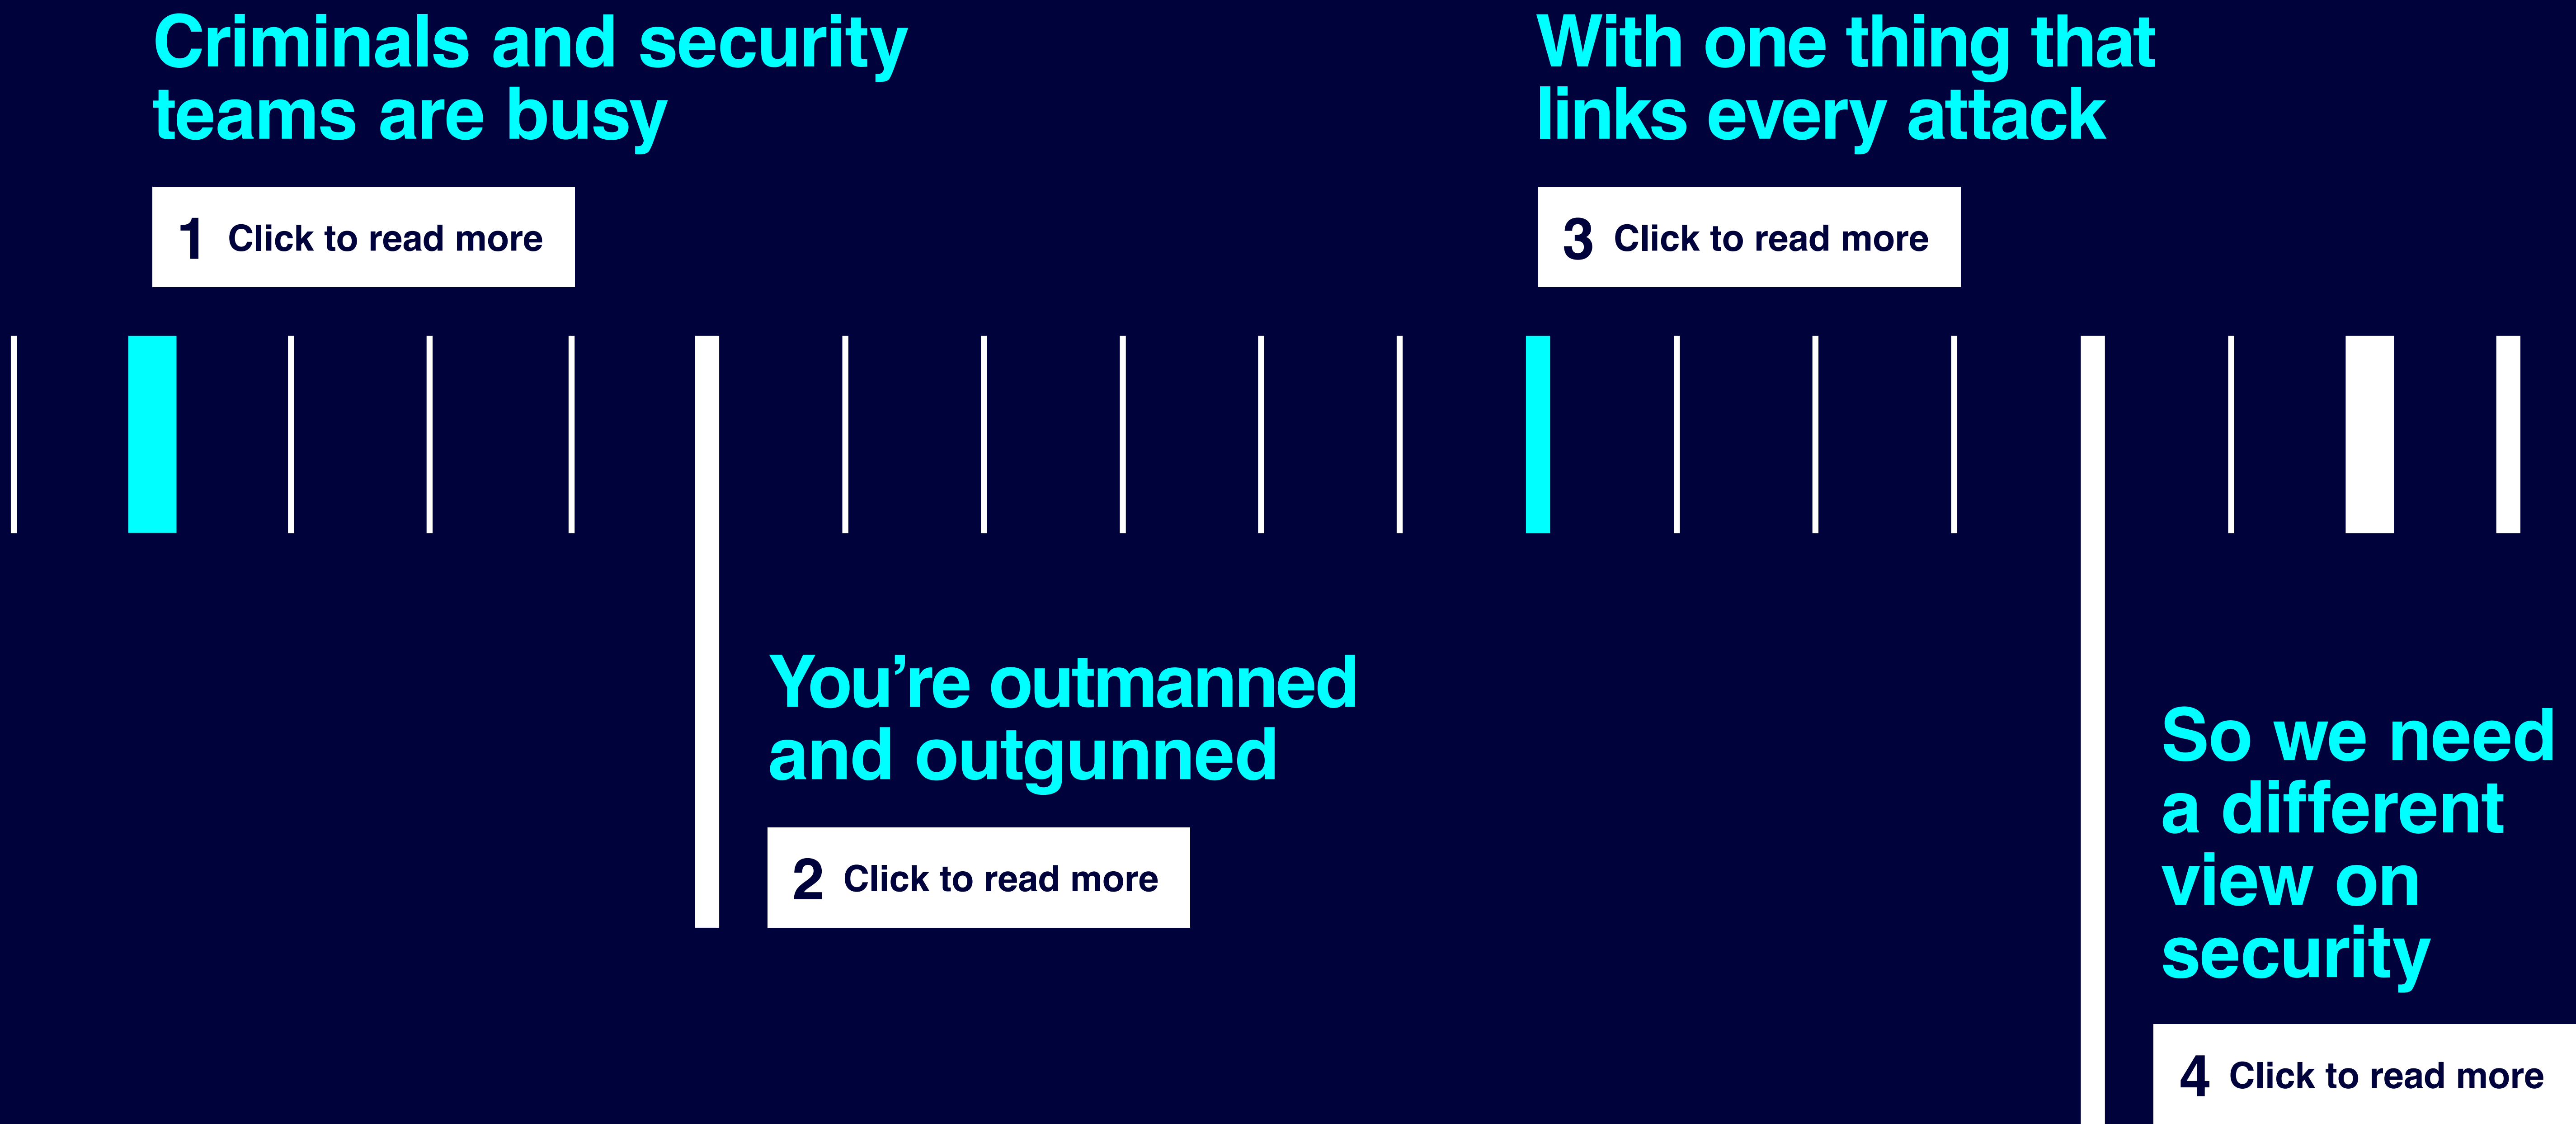 Criminals and security
teams are busy
1 Click to read more
You’re outmanned
and outgunned
2 Click to read more
With one thing that
links every attack
3 Click to read more
So we need
a different
view on
security
4 Click to read more